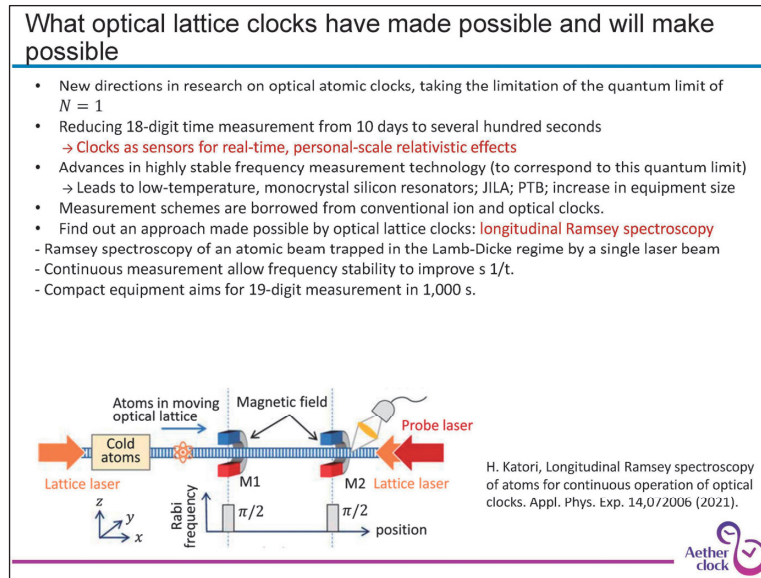 What optical lattice clocks have made possible and will make
possible
• New directions in research on optical atomic clocks, taking the limitation of the quantum limit of
N = 1
• Reducing 18-digit time measurement from 10 days to several hundred seconds
→ Clocks as sensors for real-time, personal-scale relativistic effects
• Advances in highly stable frequency measurement technology (to correspond to this quantum limit)
→ Leads to low-temperature, monocrystal silicon resonators; JILA; PTB; increase in equipment size
• Measurement schemes are borrowed from conventional ion and optical clocks.
• Find out an approach made possible by optical lattice clocks: longitudinal Ramsey spectroscopy
- Ramsey spectroscopy of an atomic beam trapped in the Lamb-Dicke regime by a single laser beam
- Continuous measurement allow frequency stability to improve s 1/t.
- Compact equipment aims for 19-digit measurement in 1,000 s.
Atoms in moving
optical lattice
Magnetic field
Probe laser
Cold
atoms
Lattice laser
M1
M2
Lattice laser
z
y
x
Rabi
frequency
π/2
π/2
position
H. Katori, Longitudinal Ramsey spectroscopy
of atoms for continuous operation of optical
clocks. Appl. Phys. Exp. 14,072006 (2021).
Aether
clock